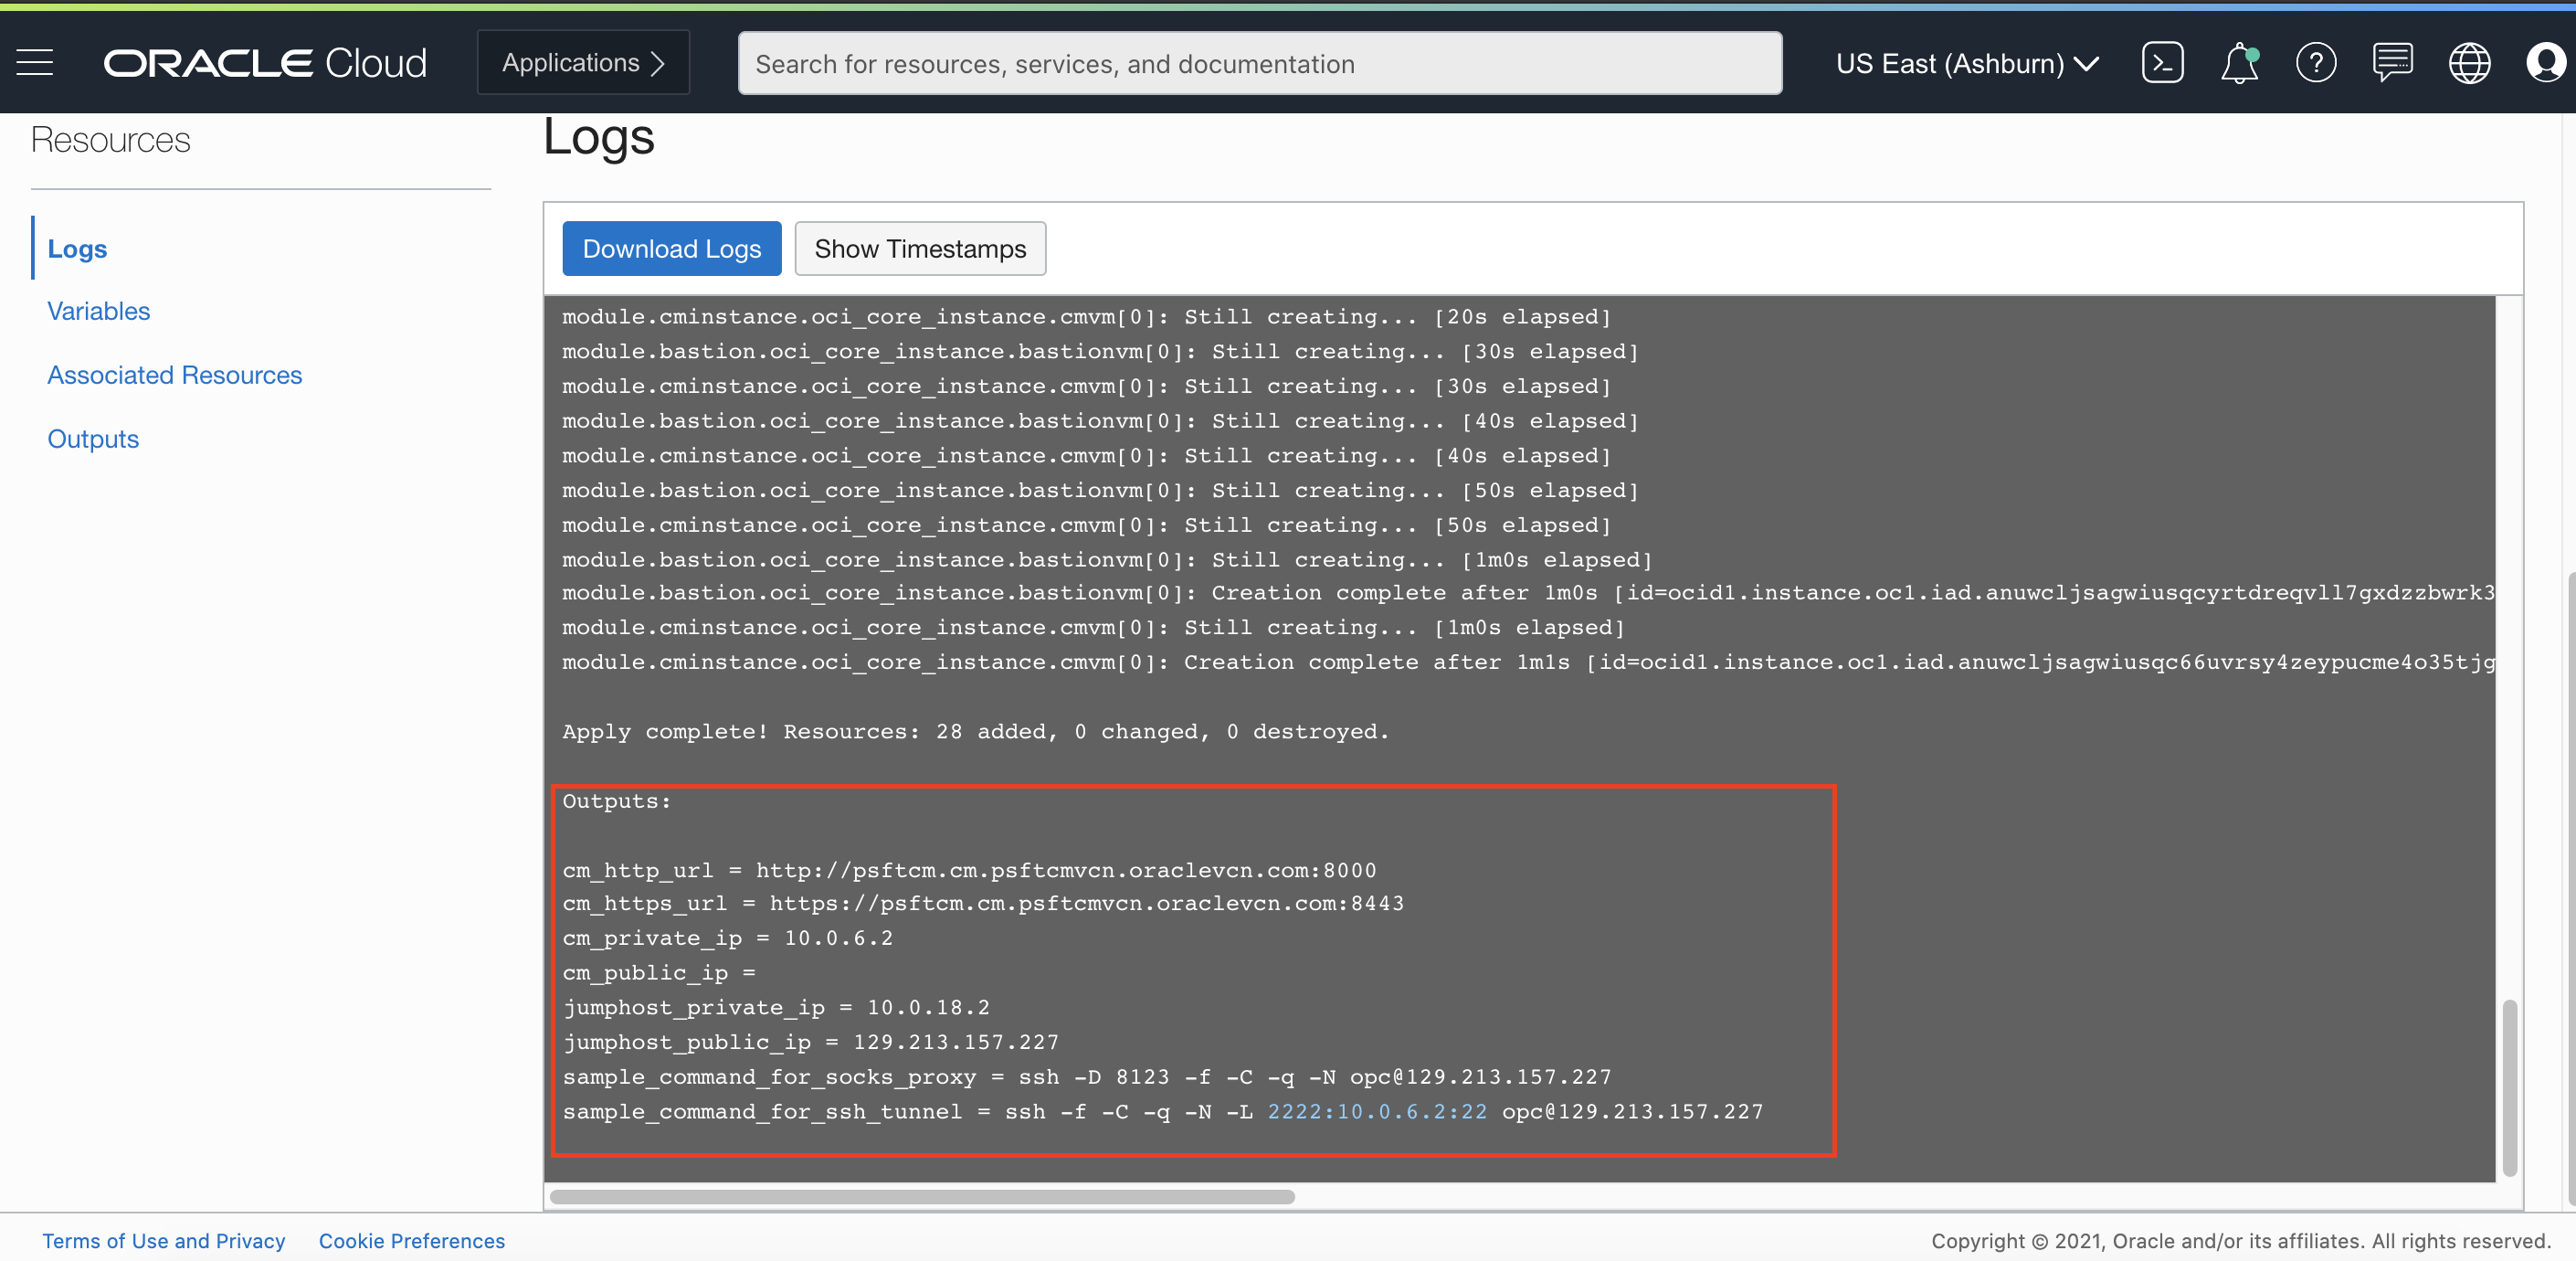 ORACLE Cloud
Applications
Search for resources, services, and documentation
US East (Ashburn)
Resources
Logs
Variables
Associated Resources
Outputs
Logs
Download Logs
Show Timestamps
module.cminstance.oci_core_instance.cmvm[0]: Still creating... [20s elapsed]
module.bastion.oci_core_instance.bastionvm[0]: Still creating... [30s elapsed]
module.cminstance.oci_core_instance.cmvm[0]: Still creating... [30s elapsed]
module.bastion.oci_core_instance.bastionvm[0]: Still creating... [40s elapsed]
module.cminstance.oci_core_instance.cmvm[0]: Still creating... [40s elapsed]
module.bastion.oci_core_instance.bastionvm[0]: Still creating... [50s elapsed]
module.cminstance.oci_core_instance.cmvm[0]: Still creating... [50s elapsed]
module.bastion.oci_core_instance.bastionvm[0]: Still creating... [1m0s elapsed]
module.bastion.oci_core_instance.bastionvm[0]: Creation complete after 1m0s [id=ocid1.instance.oc1.iad.anuwcljsagwiusqcyrtdreqvll7gxdzzbwrk3
module.cminstance.oci_core_instance.cmvm[0]: Still creating... [1m0s elapsed]
module.cminstance.oci_core_instance.cmvm[0]: Creation complete after 1m1s [id=ocid1.instance.oc1.iad.anuwcljsagwiusqc66uvrsy4zeypucme4o35tjg
Apply complete! Resources: 28 added, 0 changed, 0 destroyed.
Outputs:
cm_http_url = http://psftcm.cm.psftcmvcn.oraclevcn.com:8000
cm_https_url = https://psftcm.cm.psftcmvcn.oraclevcn.com:8443
cm_private_ip = 10.0.6.2
cm_public_ip =
jumphost_private_ip = 10.0.18.2
jumphost_public_ip = 129.213.157.227
sample_command_for_socks_proxy = ssh -D 8123 -f -C -q -N opc@129.213.157.227
sample_command_for_ssh_tunnel = ssh -f -C -q -N -L 2222:10.0.6.2:22 opc@129.213.157.227
Terms of Use and Privacy
Cookie Preferences
Copyright © 2021, Oracle and/or its affiliates. All rights reserved.